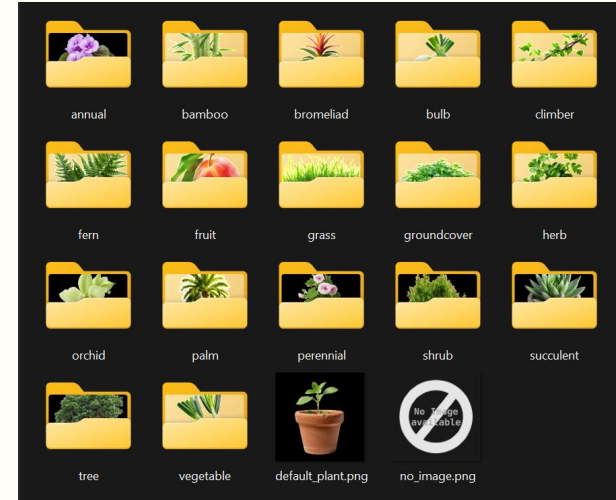 annual
bamboo
bromeliad
bulb
climber
fern
fruit
grass
groundcover
herb
orchid
palm
perennial
shrub
succulent
tree
vegetable
default_plant.png
No Image
available
no_image.png